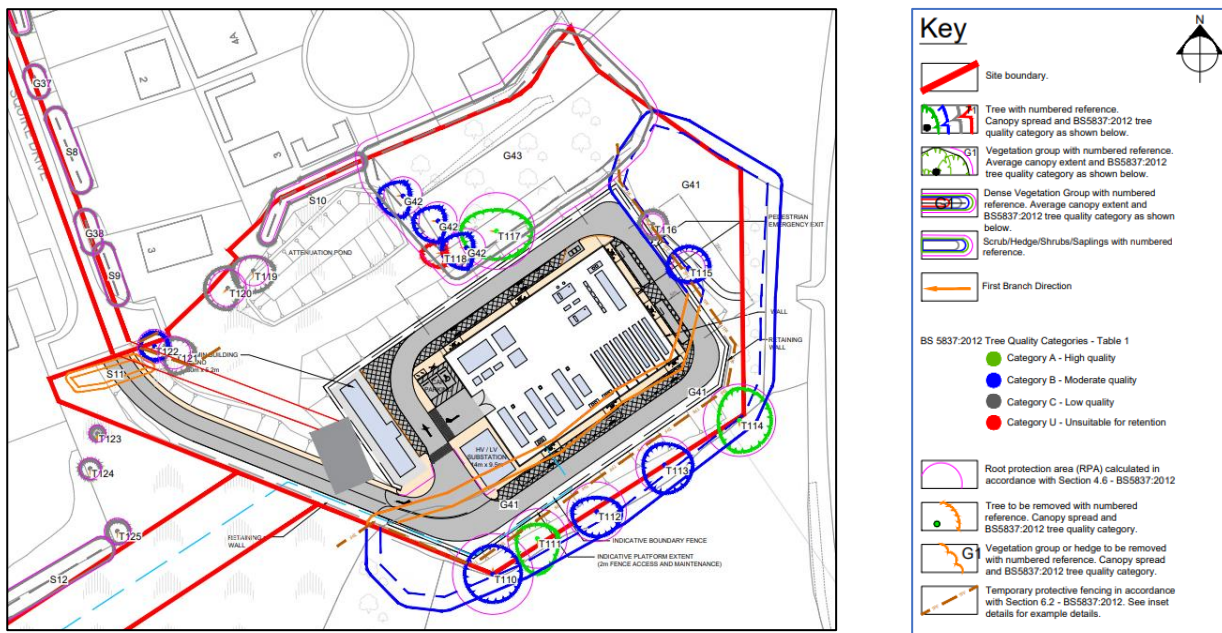 G37
SQUIRE DRIVE
S8
G38
S9
4A
2
3
3
S10
G43
G41
G42
G42
G42
T117
T118
T116
T115
PEDESTRIAN
EMERGENCY EXIT
ATTENUATION POND
T119
T120
T122
T121
S11
WALL
RETAINING
WALL
G41
T114
T113
T112
T111
T110
G41
HV / LV
SUBSTATION
INDICATIVE BOUNDARY FENCE
INDICATIVE PLATFORM EXTENT
(2m FENCE ACCESS AND MAINTENANCE)
RETAINING
WALL
T123
T124
T125
S12
Key
N
Site boundary.
Tree with numbered reference.
Canopy spread and BS5837:2012 tree
quality category as shown below.
G1
Vegetation group with numbered reference.
Average canopy extent and BS5837:2012
tree quality category as shown below.
G1
Dense Vegetation Group with numbered
reference. Average canopy extent and
BS5837:2012 tree quality category as shown
below.
Scrub/Hedge/Shrubs/Saplings with numbered
reference.
First Branch Direction
BS 5837:2012 Tree Quality Categories - Table 1
Category A - High quality
Category B - Moderate quality
Category C - Low quality
Category U - Unsuitable for retention
Root protection area (RPA) calculated in
accordance with Section 4.6 - BS5837:2012
Tree to be removed with numbered
reference. Canopy spread and
BS5837:2012 tree quality category.
G1
Vegetation group or hedge to be removed
with numbered reference. Canopy spread
and BS5837:2012 tree quality category.
Temporary protective fencing in accordance
with Section 6.2 - BS5837:2012. See inset
details for example details.